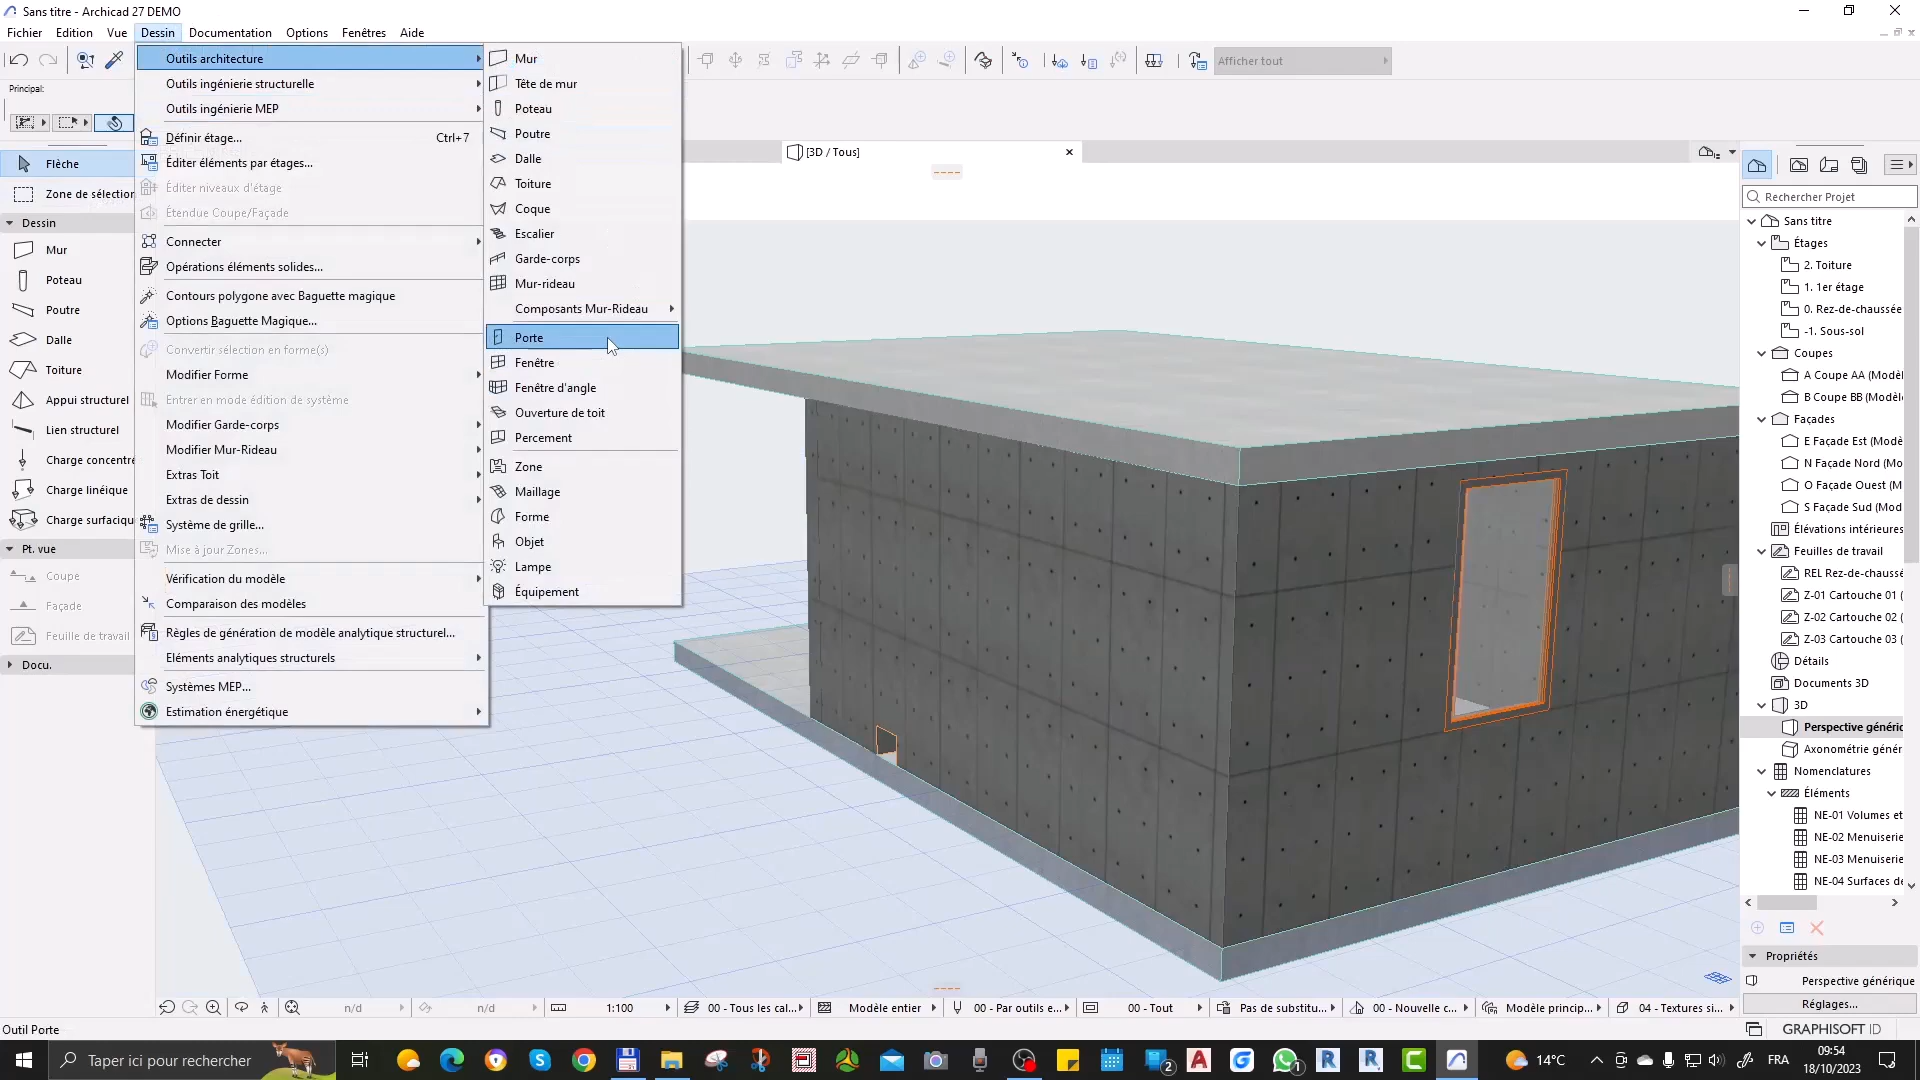 Sans titre - Archicad 27 DEMO
Fichier Edition Vue Dessin Documentation Options Fenêtres Aide
Principal:
Afficher tout
Outils architecture
Outils ingénierie structurelle
Outils ingénierie MEP
Définir étage... Ctrl+7
Éditer éléments par étages...
Éditer niveaux d'étage
Étendue Coupe/Façade
Connecter
Opérations éléments solides...
Contours polygone avec Baguette magique
Options Baguette Magique...
Convertir sélection en forme(s)
Modifier Forme
Entrer en mode édition de système
Modifier Garde-corps
Modifier Mur-Rideau
Extras Toit
Extras de dessin
Système de grille...
Mise à jour Zones...
Vérification du modèle
Comparaison des modèles
Règles de génération de modèle analytique structurel...
Eléments analytiques structurels
Systèmes MEP...
Estimation énergétique
Mur
Tête de mur
Poteau
Poutre
Dalle
Toiture
Coque
Escalier
Garde-corps
Mur-rideau
Composants Mur-Rideau
Porte
Fenêtre
Fenêtre d'angle
Ouverture de toit
Percement
Zone
Maillage
Forme
Objet
Lampe
Équipement
Flèche
Zone de sélection
Dessin
Mur
Poteau
Poutre
Dalle
Toiture
Appui structurel
Lien structurel
Charge concentré
Charge linéique
Charge surfaciqu
Pt. vue
Coupe
Façade
Feuille de travail
Docu.
[3D / Tous]
Rechercher Projet
Sans titre
Étages
2. Toiture
1. 1er étage
0. Rez-de-chaussée
-1. Sous-sol
Coupes
A Coupe AA (Modèl
B Coupe BB (Modèle
Façades
E Façade Est (Modè
N Façade Nord (Mo
O Façade Ouest (M
S Façade Sud (Mod
Élévations intérieures
Feuilles de travail
REL Rez-de-chaussé
Z-01 Cartouche 01 (
Z-02 Cartouche 02 (
Z-03 Cartouche 03 (
Détails
Documents 3D
3D
Perspective généric
Axonométrie génér
Nomenclatures
Éléments
NE-01 Volumes et
NE-02 Menuiserie
NE-03 Menuiserie
NE-04 Surfaces de
Propriétés
Perspective générique
Réglages...
n/d n/d 1:100 00 - Tous les cal... Modèle entier 00 - Par outils e... 00 - Tout Pas de substitu... 00 - Nouvelle c... Modèle princip... 04 - Textures si...
Outil Porte
GRAPHISOFT ID
Taper ici pour rechercher
2
1
14°C
FRA
09:54
18/10/2023